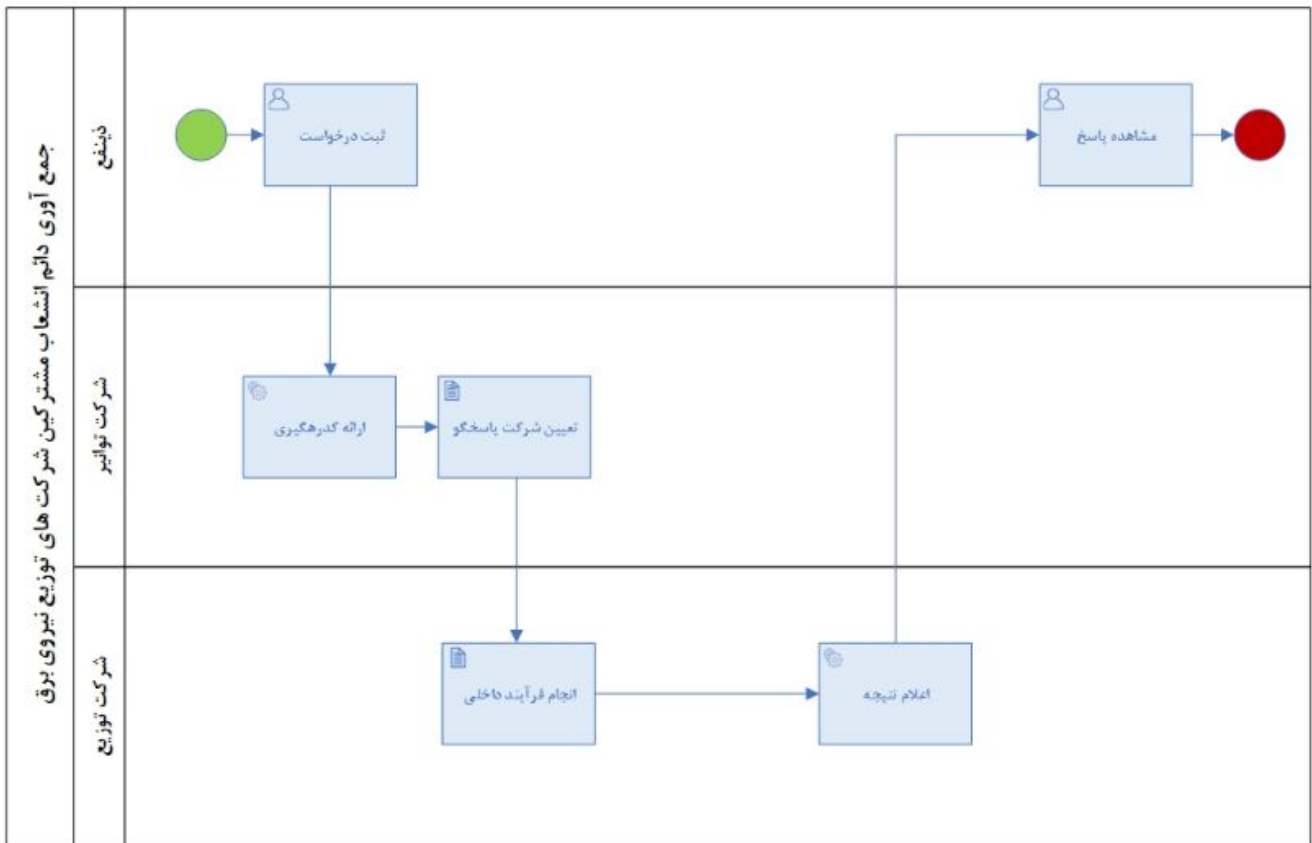 جمع آوری دائم انشعاب مشترکین شرکت های توزیع نیروی برق
ذینفع
ثبت درخواست
مشاهده پاسخ
شرکت توانیر
ارائه کدرهگیری
تعیین شرکت پاسخگو
شرکت توزیع
انجام فرآیند داخلی
اعلام نتیجه